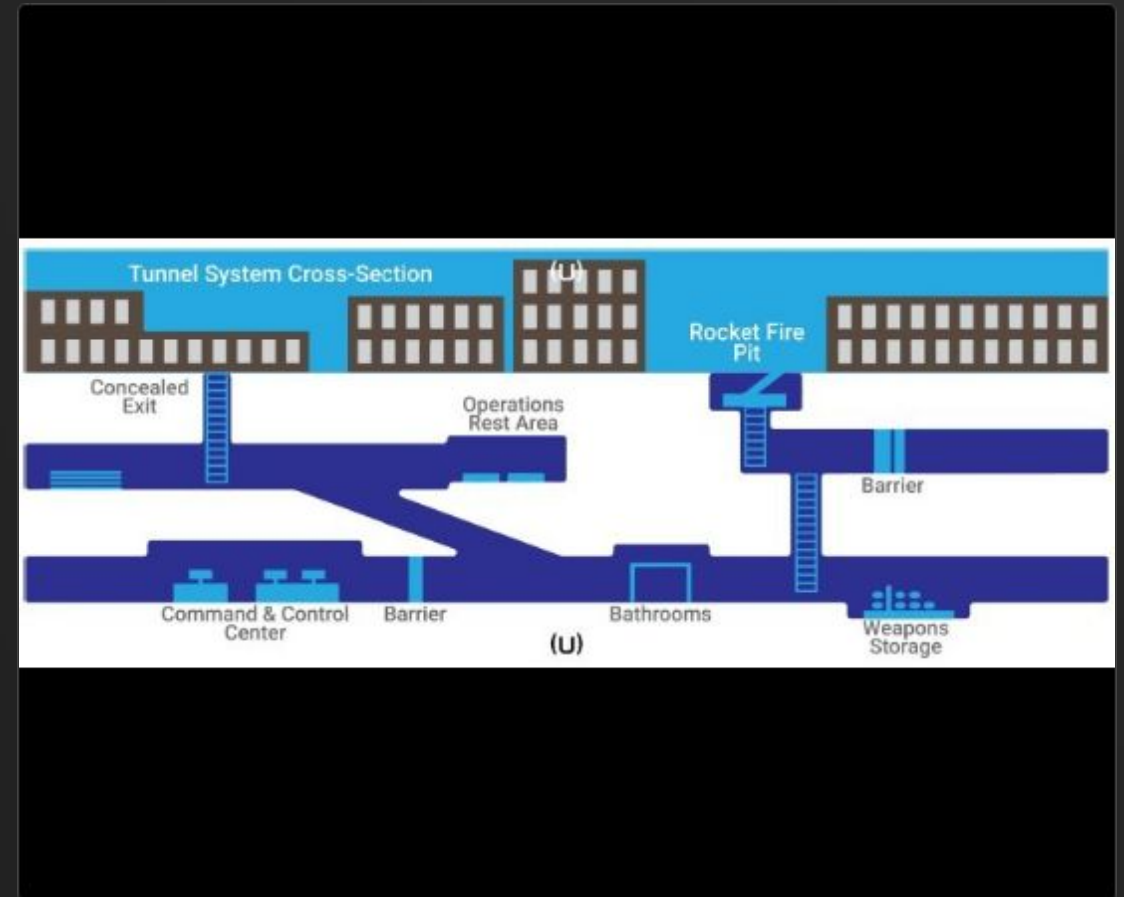 Tunnel System Cross-Section
(U)
Rocket Fire
Pit
Concealed
Exit
Operations
Rest Area
Barrier
Command & Control
Center
Barrier
Bathrooms
Weapons
Storage
(U)